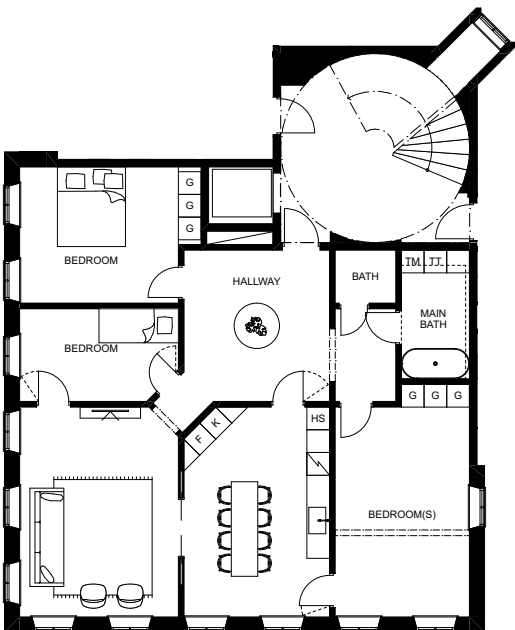 G
G
G
BEDROOM
HALLWAY
BATH
TM TT
MAIN
BATH
BEDROOM
G G G
F K
HS
BEDROOM(S)